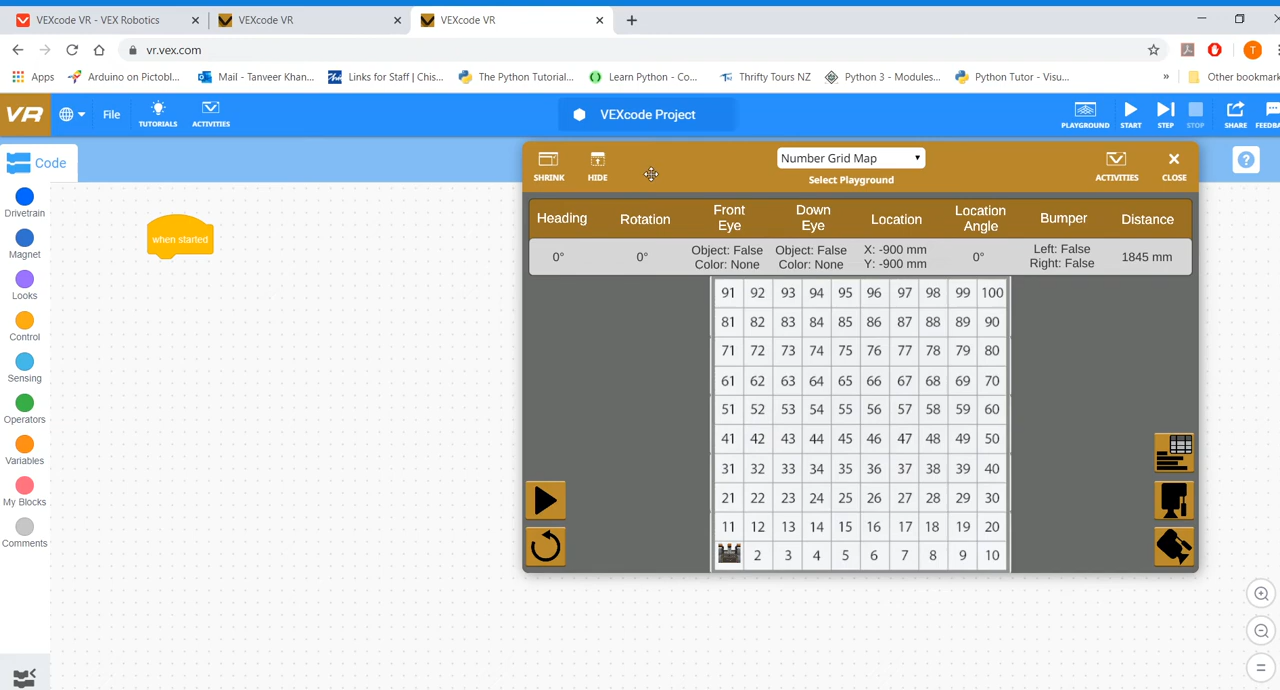 VEXcode VR - VEX Robotics
VEXcode VR
VEXcode VR
vr.vex.com
T
Apps
Arduino on Pictobl...
Mail - Tanveer Khan...
Links for Staff | Chis...
The Python Tutorial...
Learn Python - Co...
Thrifty Tours NZ
Python 3 - Modules...
Python Tutor - Visu...
»
Other bookmark
VR
File
TUTORIALS
ACTIVITIES
VEXcode Project
PLAYGROUND
START
STEP
STOP
SHARE
FEEDBA
Code
SHRINK
HIDE
Number Grid Map
Select Playground
ACTIVITIES
CLOSE
?
Drivetrain
Magnet
Looks
Control
Sensing
Operators
Variables
My Blocks
Comments
when started
Heading Rotation Front Eye Down Eye Location Location Angle Bumper Distance
0° 0° Object: False Object: False X: -900 mm 0° Left: False 1845 mm
Color: None Color: None Y: -900 mm Right: False
91 92 93 94 95 96 97 98 99 100
81 82 83 84 85 86 87 88 89 90
71 72 73 74 75 76 77 78 79 80
61 62 63 64 65 66 67 68 69 70
51 52 53 54 55 56 57 58 59 60
41 42 43 44 45 46 47 48 49 50
31 32 33 34 35 36 37 38 39 40
21 22 23 24 25 26 27 28 29 30
11 12 13 14 15 16 17 18 19 20
2 3 4 5 6 7 8 9 10